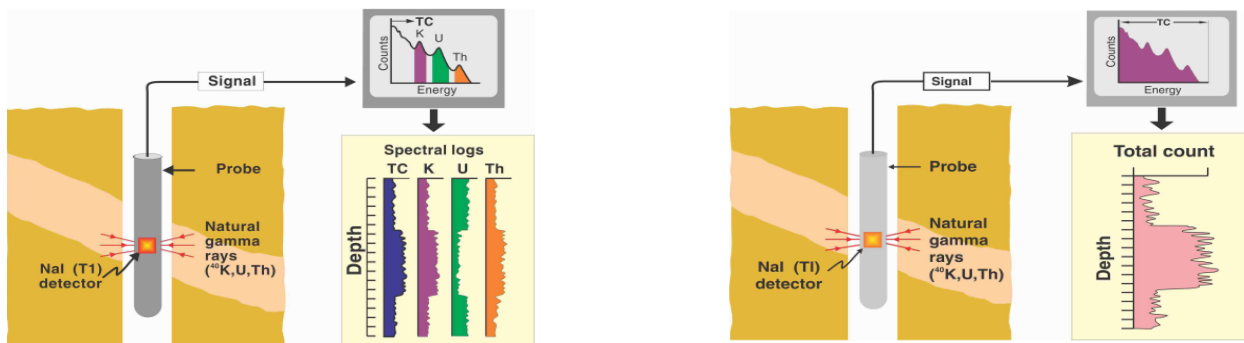 TC
K
U
Th
Counts
Energy
Signal
Spectral logs
TC K U Th
Depth
Probe
Natural
gamma
rays
(⁴⁰K,U,Th)
NaI (T1)
detector
TC
Counts
Energy
Signal
Total count
Depth
Probe
Natural
gamma
rays
(⁴⁰K,U,Th)
NaI (Tl)
detector